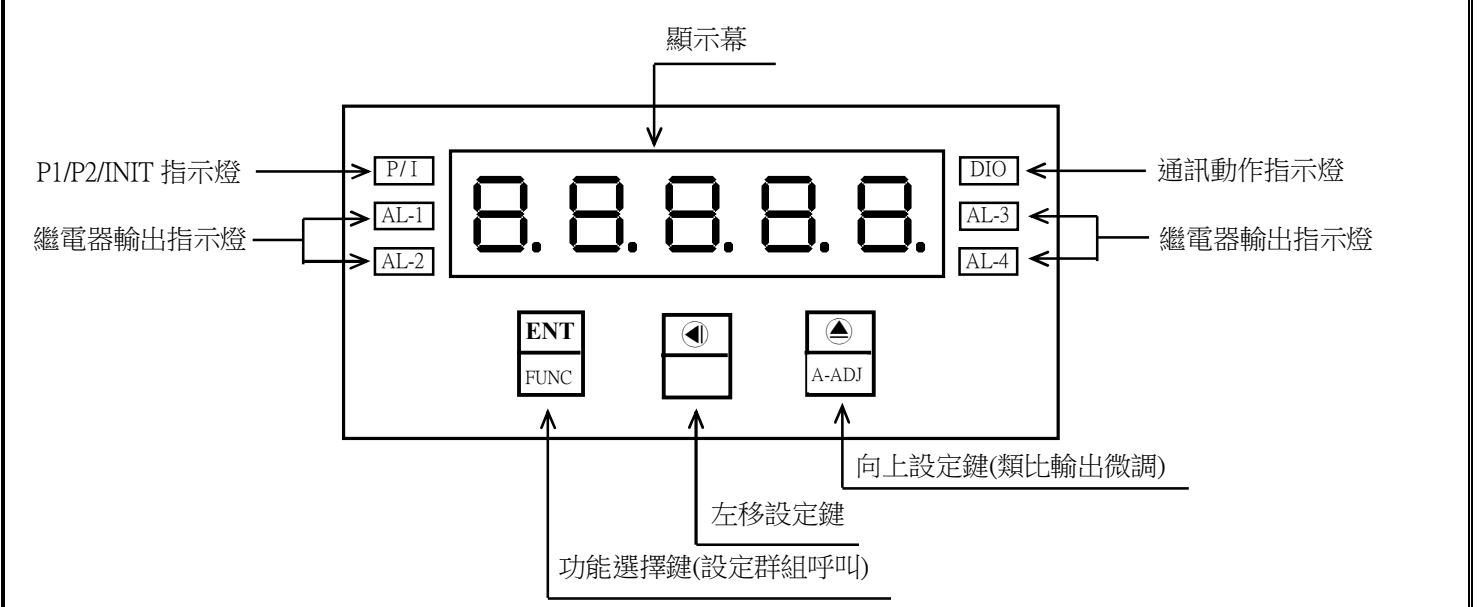 顯示幕
P1/P2/INIT 指示燈
P/I
DIO
通訊動作指示燈
AL-1
AL-3
繼電器輸出指示燈
8.8.8.8.8.
繼電器輸出指示燈
AL-2
AL-4
ENT
FUNC
A-ADJ
向上設定鍵(類比輸出微調)
左移設定鍵
功能選擇鍵(設定群組呼叫)